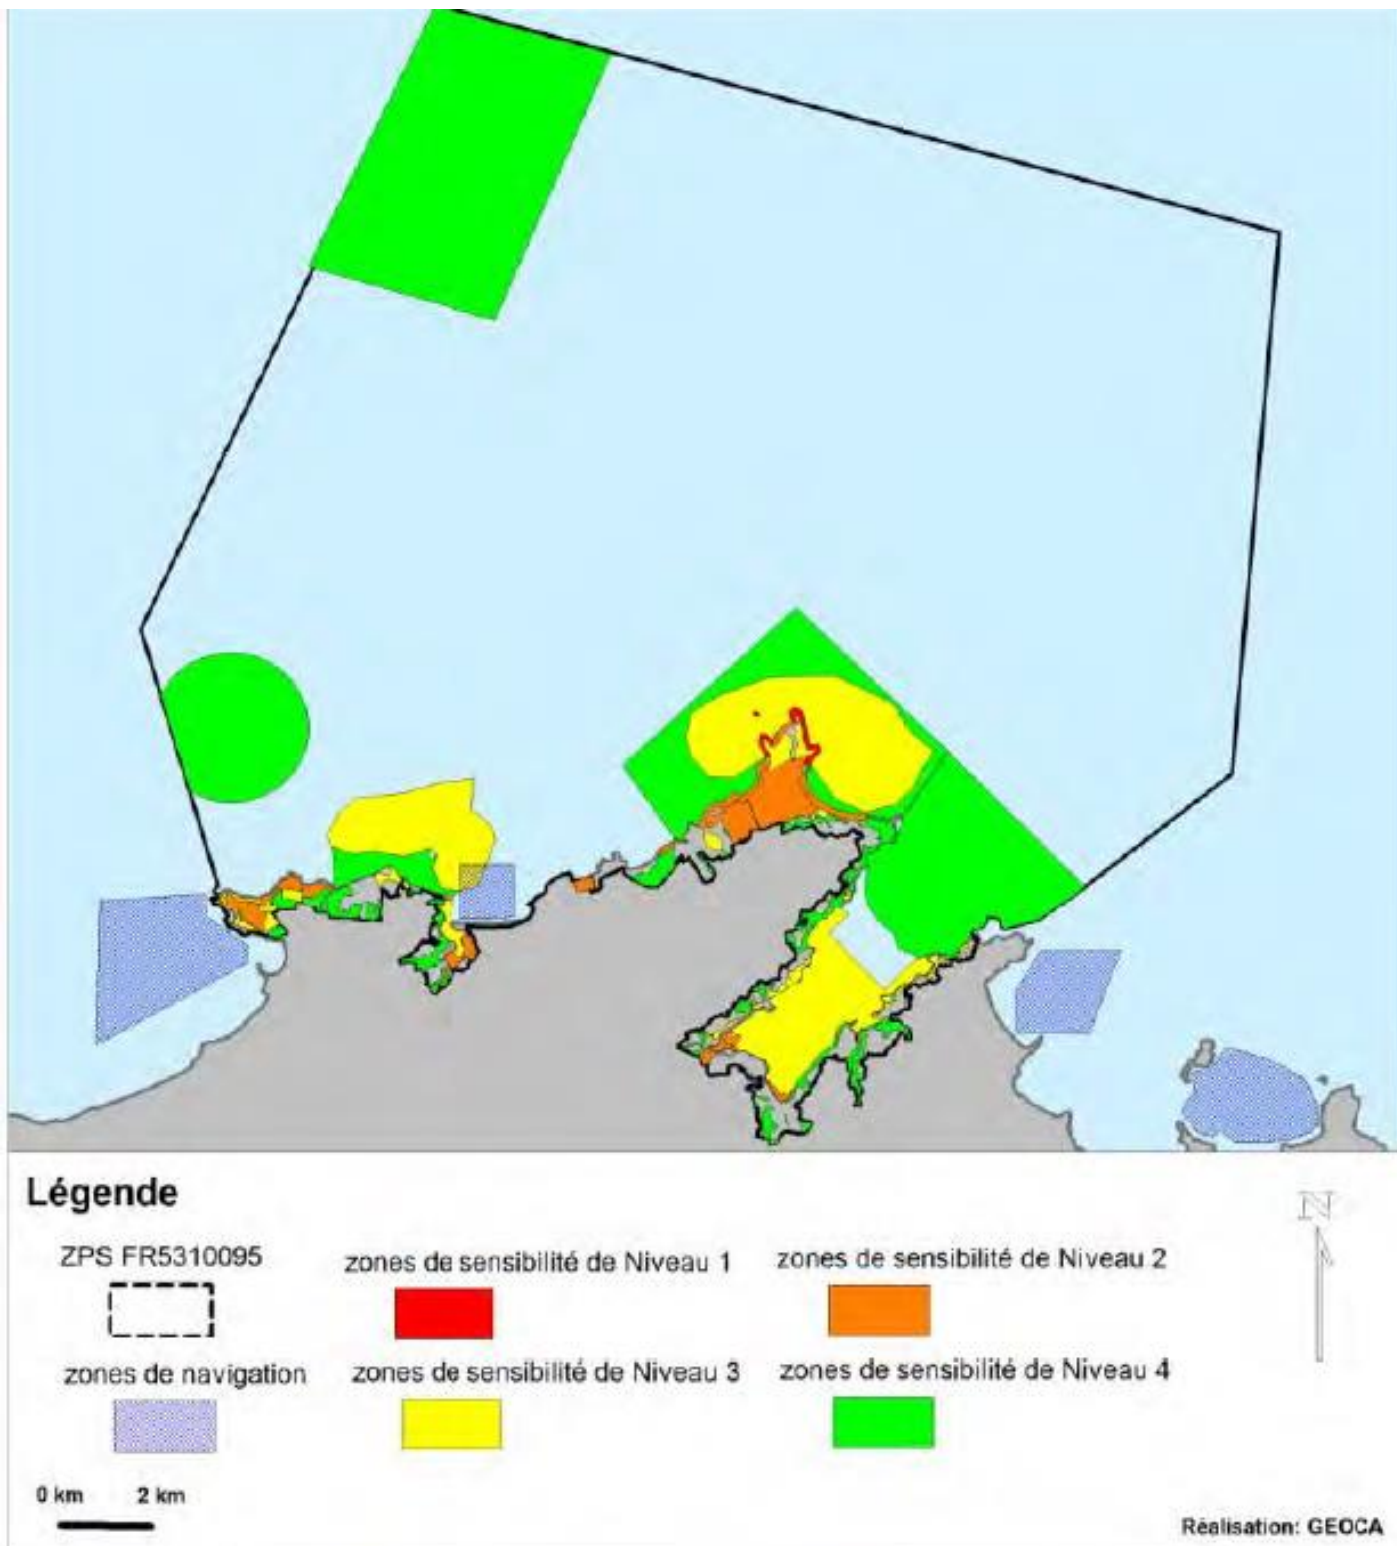 Légende
ZPS FR5310095
zones de sensibilité de Niveau 1
zones de sensibilité de Niveau 2
zones de navigation
zones de sensibilité de Niveau 3
zones de sensibilité de Niveau 4
N
0 km 2 km
Réalisation: GEOCA